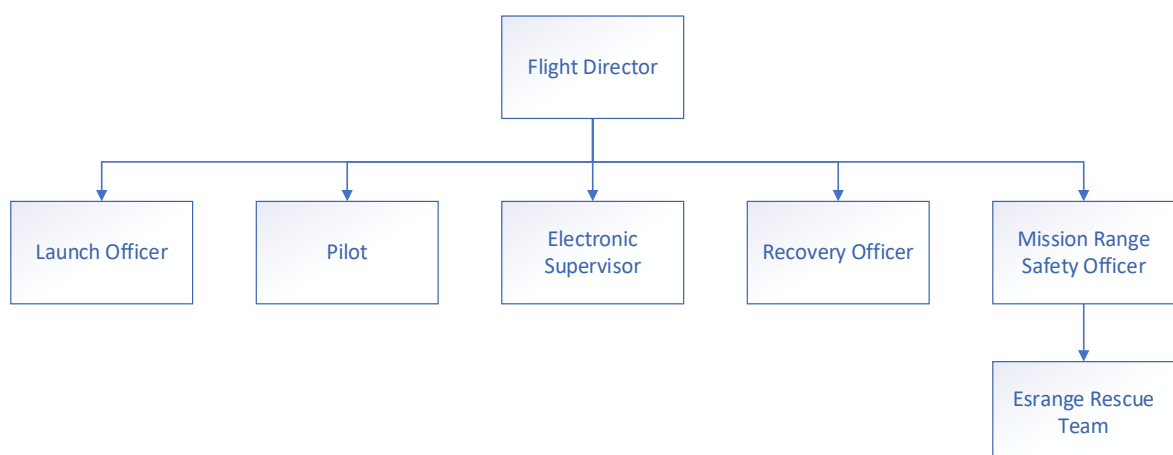 Flight Director
Launch Officer
Pilot
Electronic
Supervisor
Recovery Officer
Mission Range
Safety Officer
Esrange Rescue
Team